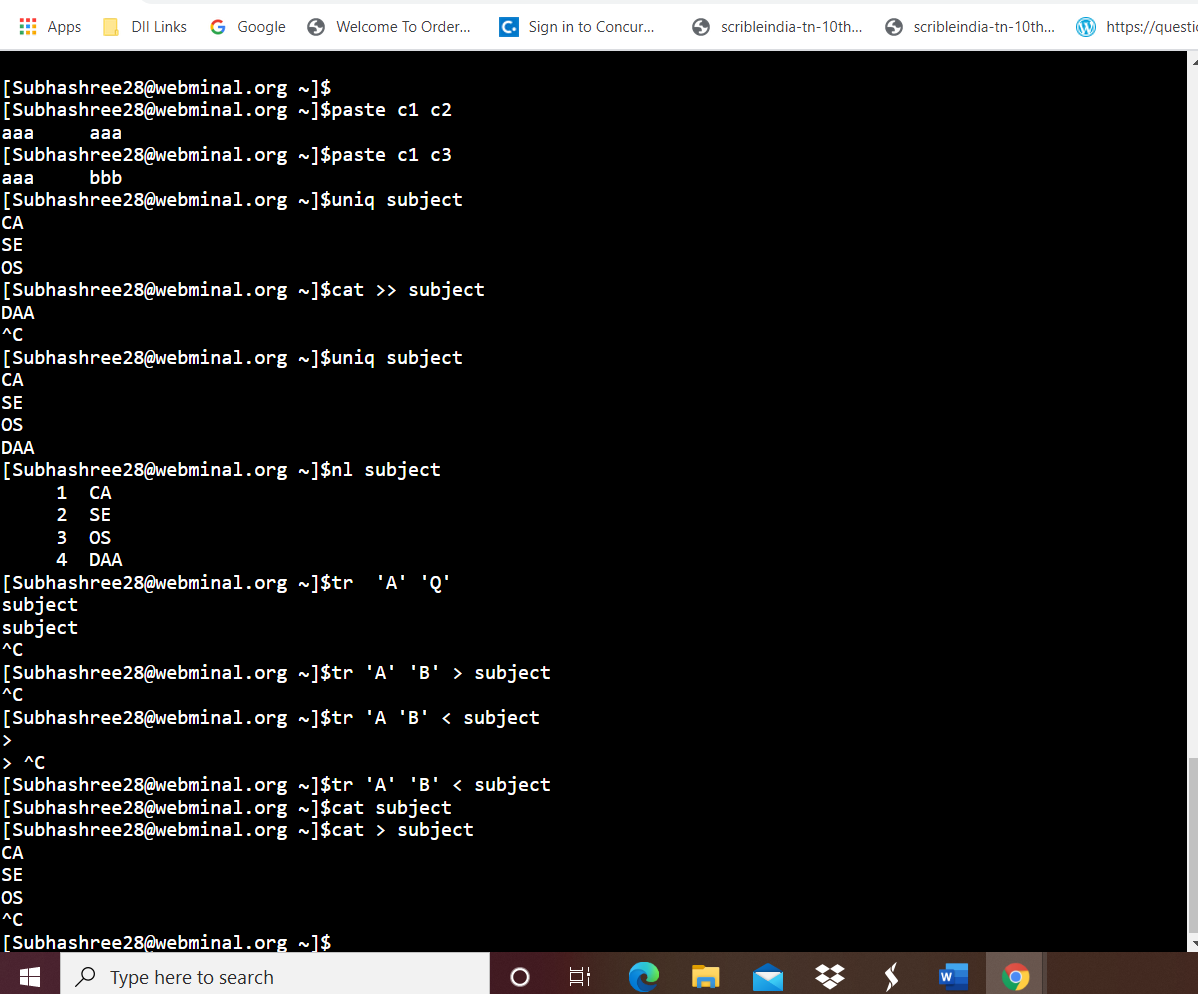 Apps Dll Links Google Welcome To Order... Sign in to Concur... scribleindia-tn-10th... scribleindia-tn-10th... https://questi
[Subhashree28@webminal.org ~]$
[Subhashree28@webminal.org ~]$paste c1 c2
aaa     aaa
[Subhashree28@webminal.org ~]$paste c1 c3
aaa     bbb
[Subhashree28@webminal.org ~]$uniq subject
CA
SE
OS
[Subhashree28@webminal.org ~]$cat >> subject
DAA
^C
[Subhashree28@webminal.org ~]$uniq subject
CA
SE
OS
DAA
[Subhashree28@webminal.org ~]$nl subject
     1  CA
     2  SE
     3  OS
     4  DAA
[Subhashree28@webminal.org ~]$tr  'A' 'Q'
subject
subject
^C
[Subhashree28@webminal.org ~]$tr 'A' 'B' > subject
^C
[Subhashree28@webminal.org ~]$tr 'A 'B' < subject
>
> ^C
[Subhashree28@webminal.org ~]$tr 'A' 'B' < subject
[Subhashree28@webminal.org ~]$cat subject
[Subhashree28@webminal.org ~]$cat > subject
CA
SE
OS
^C
[Subhashree28@webminal.org ~]$
Type here to search